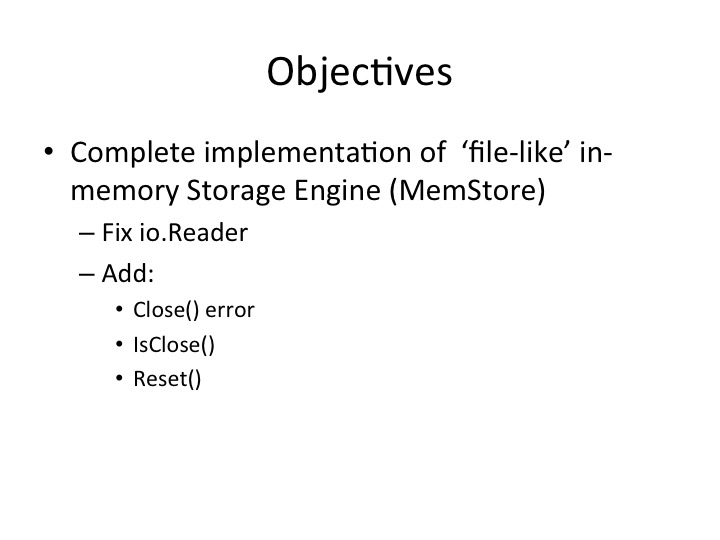 Objectives
• Complete implementation of  ‘file-like’ in-
memory Storage Engine (MemStore)
– Fix io.Reader
– Add:
• Close() error
• IsClose()
• Reset()